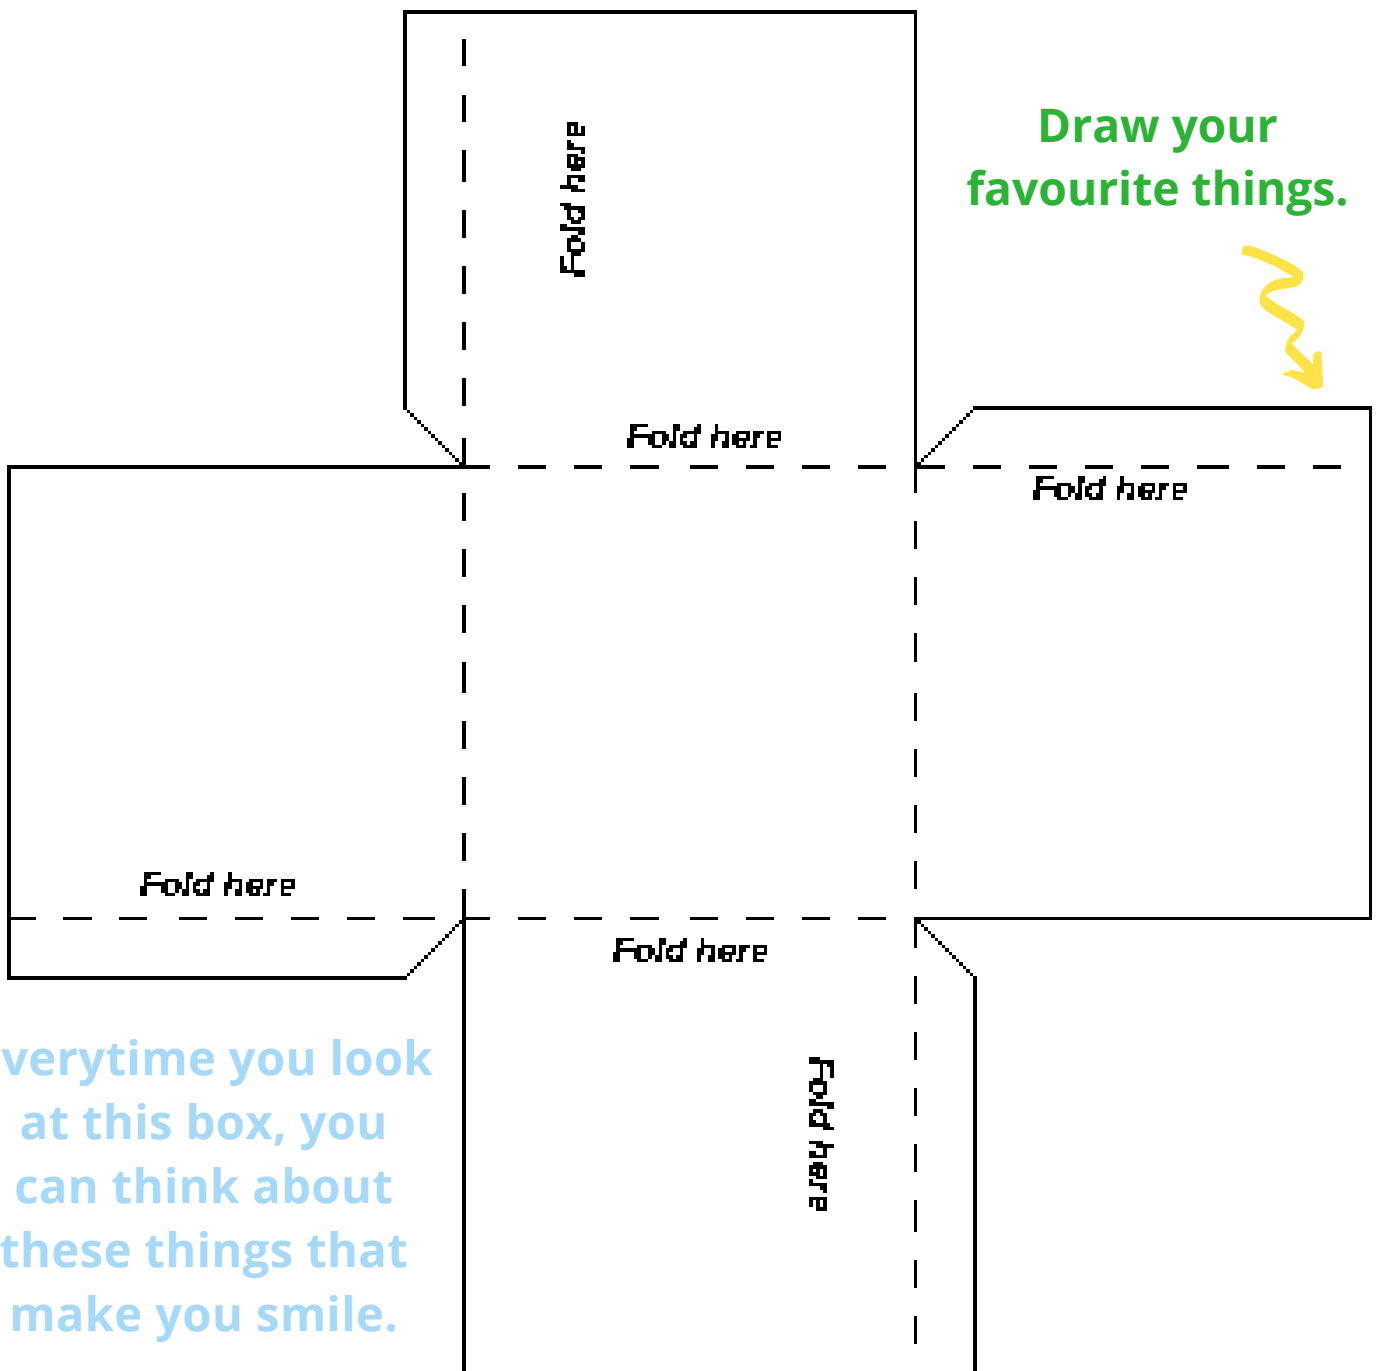 Fold here
Draw your
favourite things.
Fold here
Fold here
Fold here
Fold here
Fold here
verytime you look
at this box, you
can think about
these things that
make you smile.